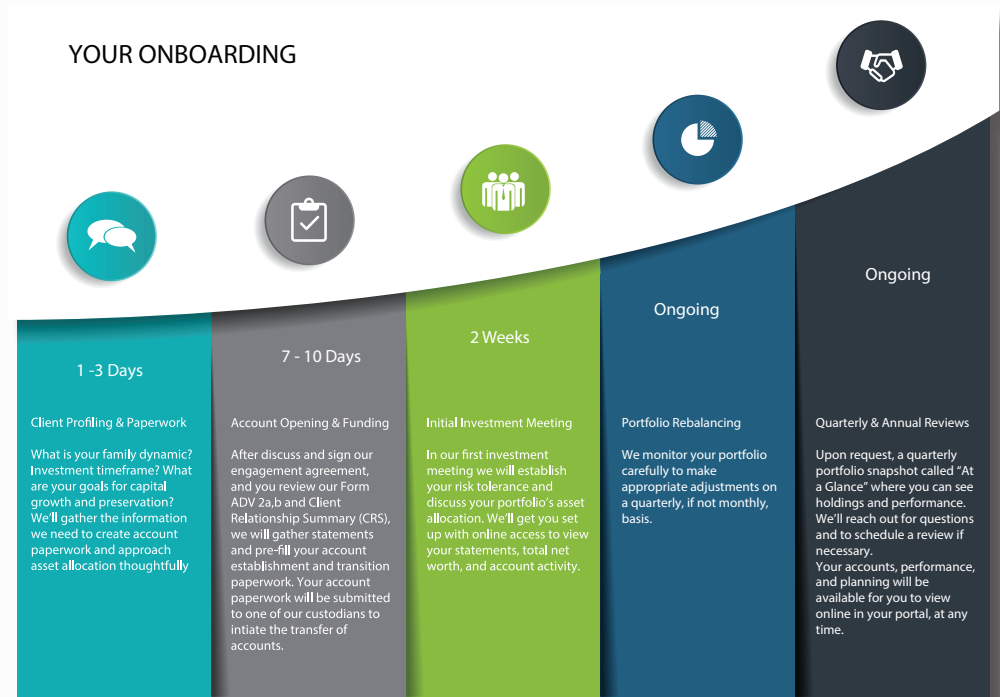 YOUR ONBOARDING
1 -3 Days
Client Profiling & Paperwork
What is your family dynamic?
Investment timeframe? What
are your goals for capital
growth and preservation?
We'll gather the information
we need to create account
paperwork and approach
asset allocation thoughtfully
7 - 10 Days
Account Opening & Funding
After discuss and sign our
engagement agreement,
and you review our Form
ADV 2a,b and Client
Relationship Summary (CRS),
we will gather statements
and pre-fill your account
establishment and transition
paperwork. Your account
paperwork will be submitted
to one of our custodians to
intiate the transfer of
accounts.
2 Weeks
Initial Investment Meeting
In our first investment
meeting we will establish
your risk tolerance and
discuss your portfolio's asset
allocation. We'll get you set
up with online access to view
your statements, total net
worth, and account activity.
Ongoing
Portfolio Rebalancing
We monitor your portfolio
carefully to make
appropriate adjustments on
a quarterly, if not monthly,
basis.
Ongoing
Quarterly & Annual Reviews
Upon request, a quarterly
portfolio snapshot called “At
a Glance” where you can see
holdings and performance.
We'll reach out for questions
and to schedule a review if
necessary.
Your accounts, performance,
and planning will be
available for you to view
online in your portal, at any
time.